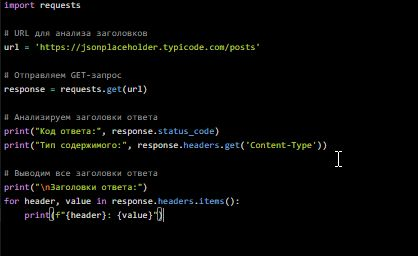 import requests
# URL для анализа заголовков
url = 'https://jsonplaceholder.typicode.com/posts'
# Отправляем GET-запрос
response = requests.get(url)
# Анализируем заголовки ответа
print("Код ответа:", response.status_code)
print("Тип содержимого:", response.headers.get('Content-Type'))
# Выводим все заголовки ответа
print("\nЗаголовки ответа:")
for header, value in response.headers.items():
    print(f"{header}: {value}")